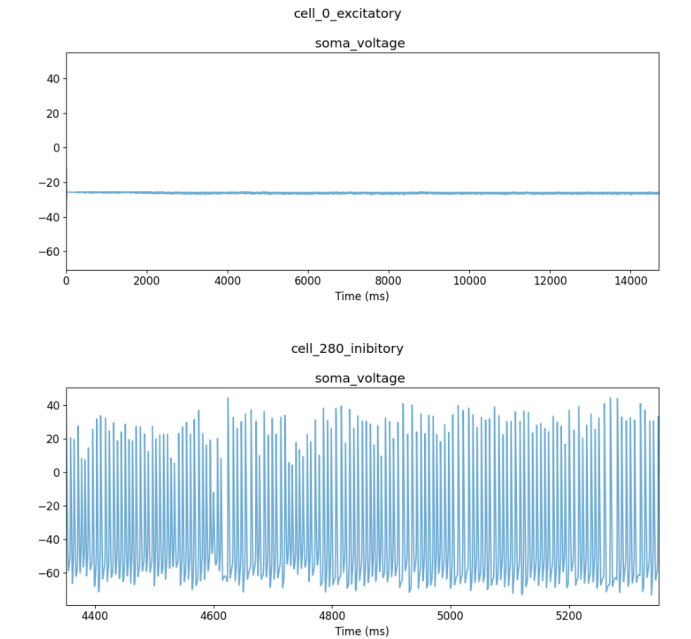 cell_0_excitatory
soma_voltage
40
20
0
−20
−40
−60
0 2000 4000 6000 8000 10000 12000 14000
Time (ms)
cell_280_inibitory
soma_voltage
40
20
0
−20
−40
−60
4400 4600 4800 5000 5200
Time (ms)